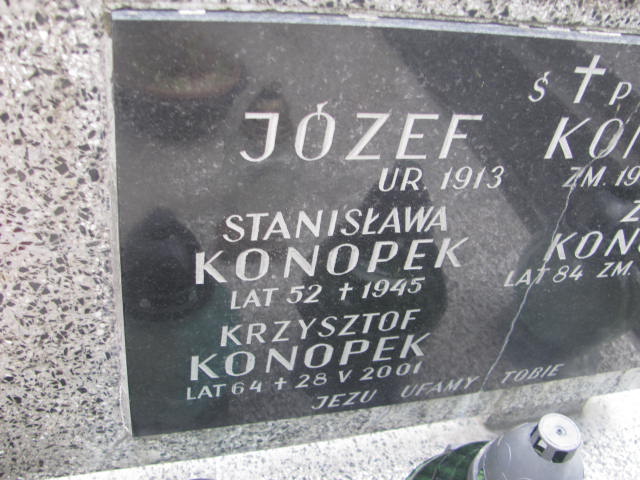 Ś † P
JÓZEF
UR. 1913 ZM. 19
STANISŁAWA
KONOPEK
LAT 52 † 1945 LAT 84 ZM.
KRZYSZTOF
KONOPEK
LAT 64 + 28 V 2001
JEZU UFAMY TOBIE